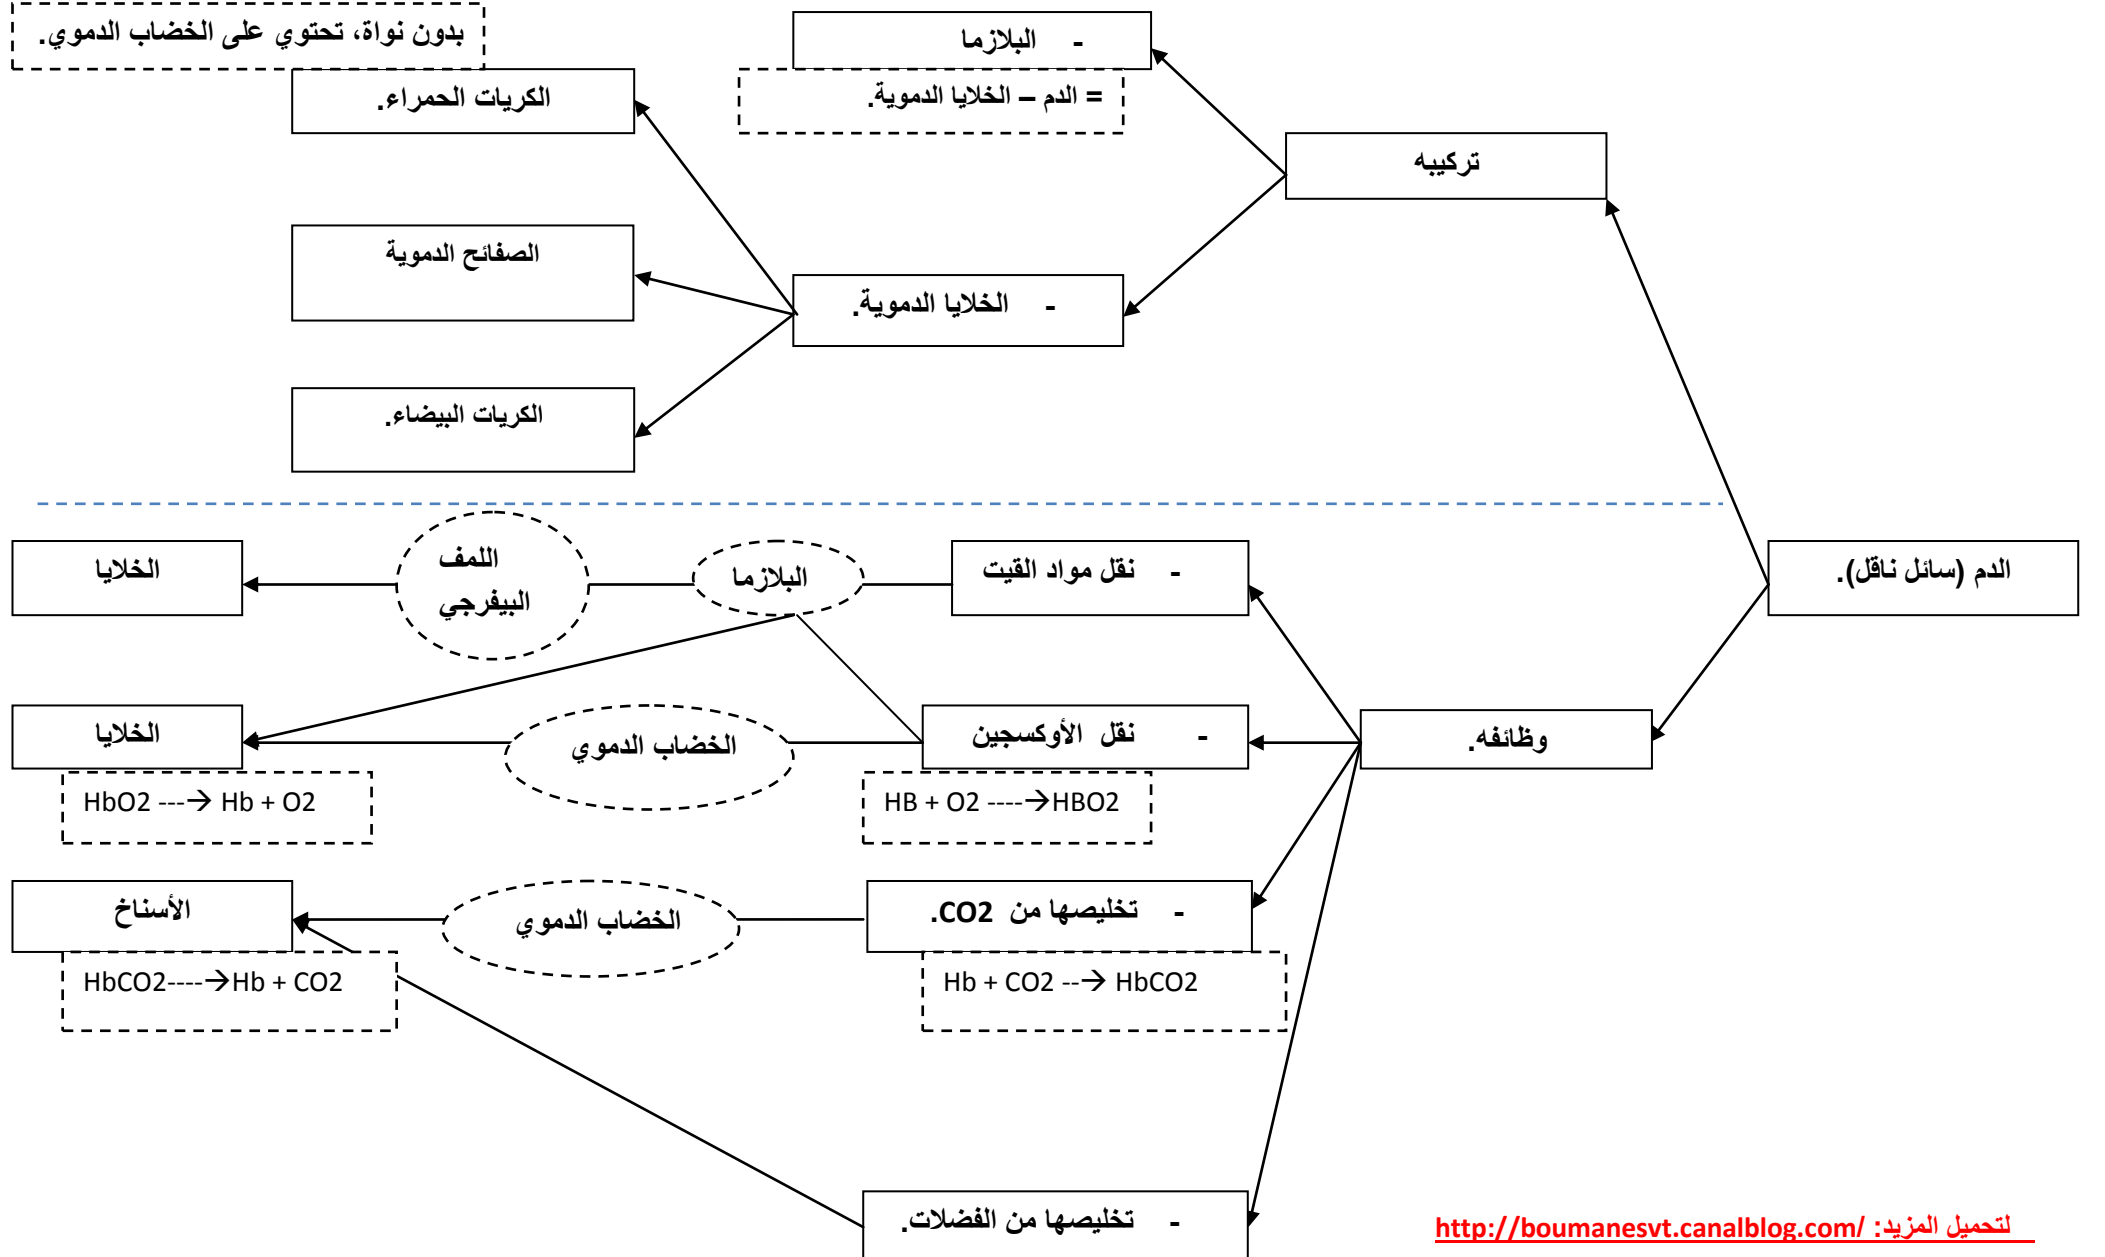 بدون نواة، تحتوي على الخضاب الدموي.
- البلازما
الكريات الحمراء.
= الدم – الخلايا الدموية.
تركيبه
الصفائح الدموية
- الخلايا الدموية.
الكريات البيضاء.
الدم (سائل ناقل).
- نقل مواد القيت
البلازما
اللمف
البيفرجي
الخلايا
وظائفه.
- نقل الأوكسجين
الخضاب الدموي
الخلايا
HB + O2 ----→HBO2
HbO2 ---→ Hb + O2
- تخليصها من CO2.
الخضاب الدموي
الأسناخ
Hb + CO2 --→ HbCO2
HbCO2----→Hb + CO2
- تخليصها من الفضلات.
لتحميل المزيد: http://boumanesvt.canalblog.com/